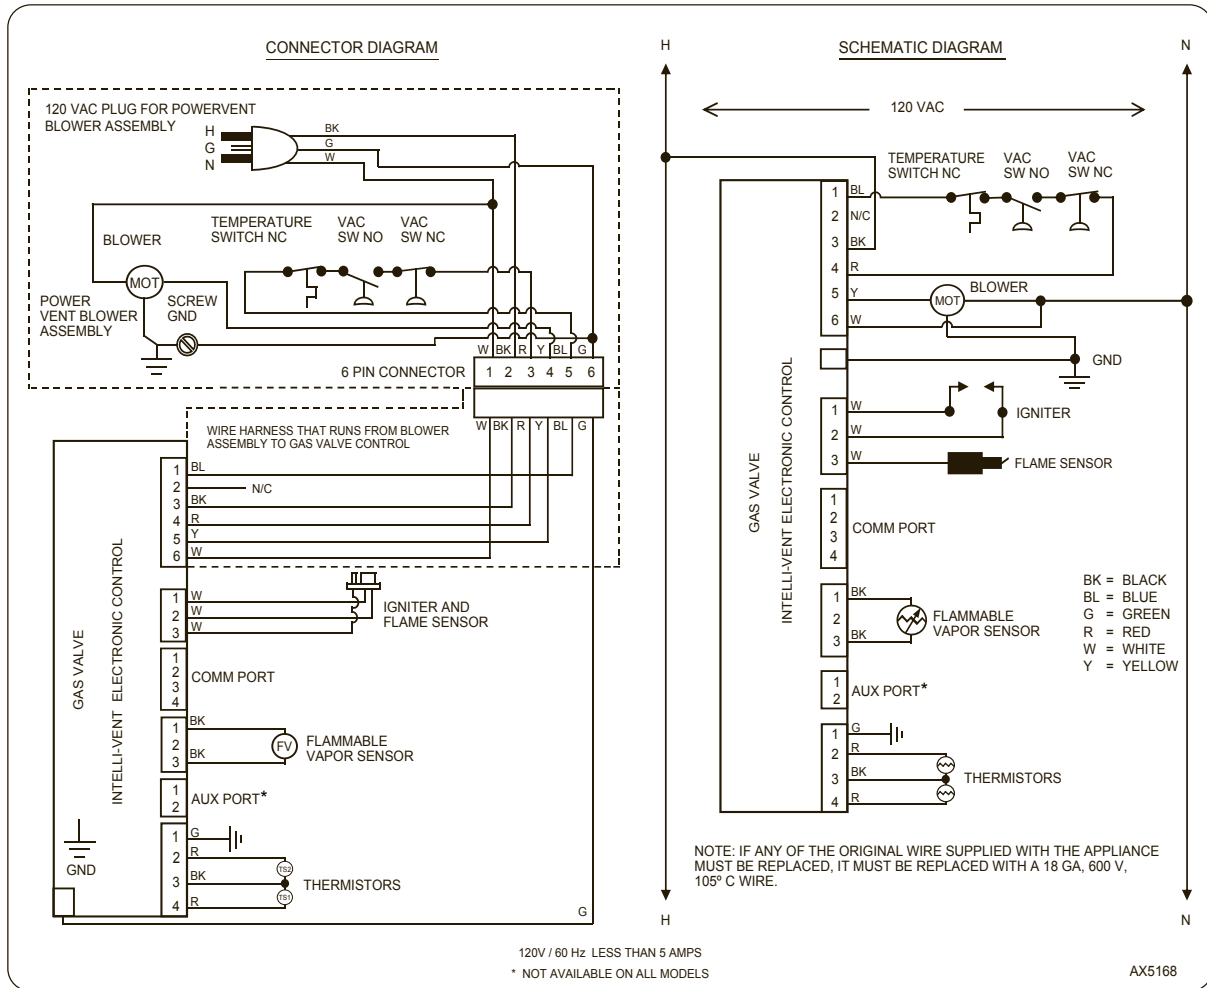 CONNECTOR DIAGRAM
120 VAC PLUG FOR POWERVENT
BLOWER ASSEMBLY
H
G
N
BK
G
W
BLOWER
MOT
TEMPERATURE
SWITCH NC
VAC
SW NO
VAC
SW NC
POWER
VENT BLOWER
ASSEMBLY
SCREW
GND
W BK R Y BL G
6 PIN CONNECTOR
1 2 3 4 5 6
W BK R Y BL G
WIRE HARNESS THAT RUNS FROM BLOWER
ASSEMBLY TO GAS VALVE CONTROL
GAS VALVE
INTELLI-VENT ELECTRONIC CONTROL
1 BL
2 N/C
3 BK
4 R
5 Y
6 W
1 W
2 W
3 W
IGNITER AND
FLAME SENSOR
1
2
3
4
COMM PORT
1 BK
2
3 BK
FV
FLAMMABLE
VAPOR SENSOR
1
2
AUX PORT*
1 G
2 R
3 BK
4 R
TS2
TS1
THERMISTORS
GND
G
H
SCHEMATIC DIAGRAM
N
120 VAC
TEMPERATURE
SWITCH NC
VAC
SW NO
VAC
SW NC
1 BL
2 N/C
3 BK
4 R
5 Y
6 W
MOT
BLOWER
GND
GAS VALVE
INTELLI-VENT ELECTRONIC CONTROL
1 W
2 W
3 W
IGNITER
FLAME SENSOR
1
2
3
4
COMM PORT
1 BK
2
3 BK
FLAMMABLE
VAPOR SENSOR
BK = BLACK
BL = BLUE
G = GREEN
R = RED
W = WHITE
Y = YELLOW
1
2
AUX PORT*
1 G
2 R
3 BK
4 R
THERMISTORS
NOTE: IF ANY OF THE ORIGINAL WIRE SUPPLIED WITH THE APPLIANCE
MUST BE REPLACED, IT MUST BE REPLACED WITH A 18 GA, 600 V,
105º C WIRE.
H
N
120V / 60 Hz LESS THAN 5 AMPS
* NOT AVAILABLE ON ALL MODELS
AX5168